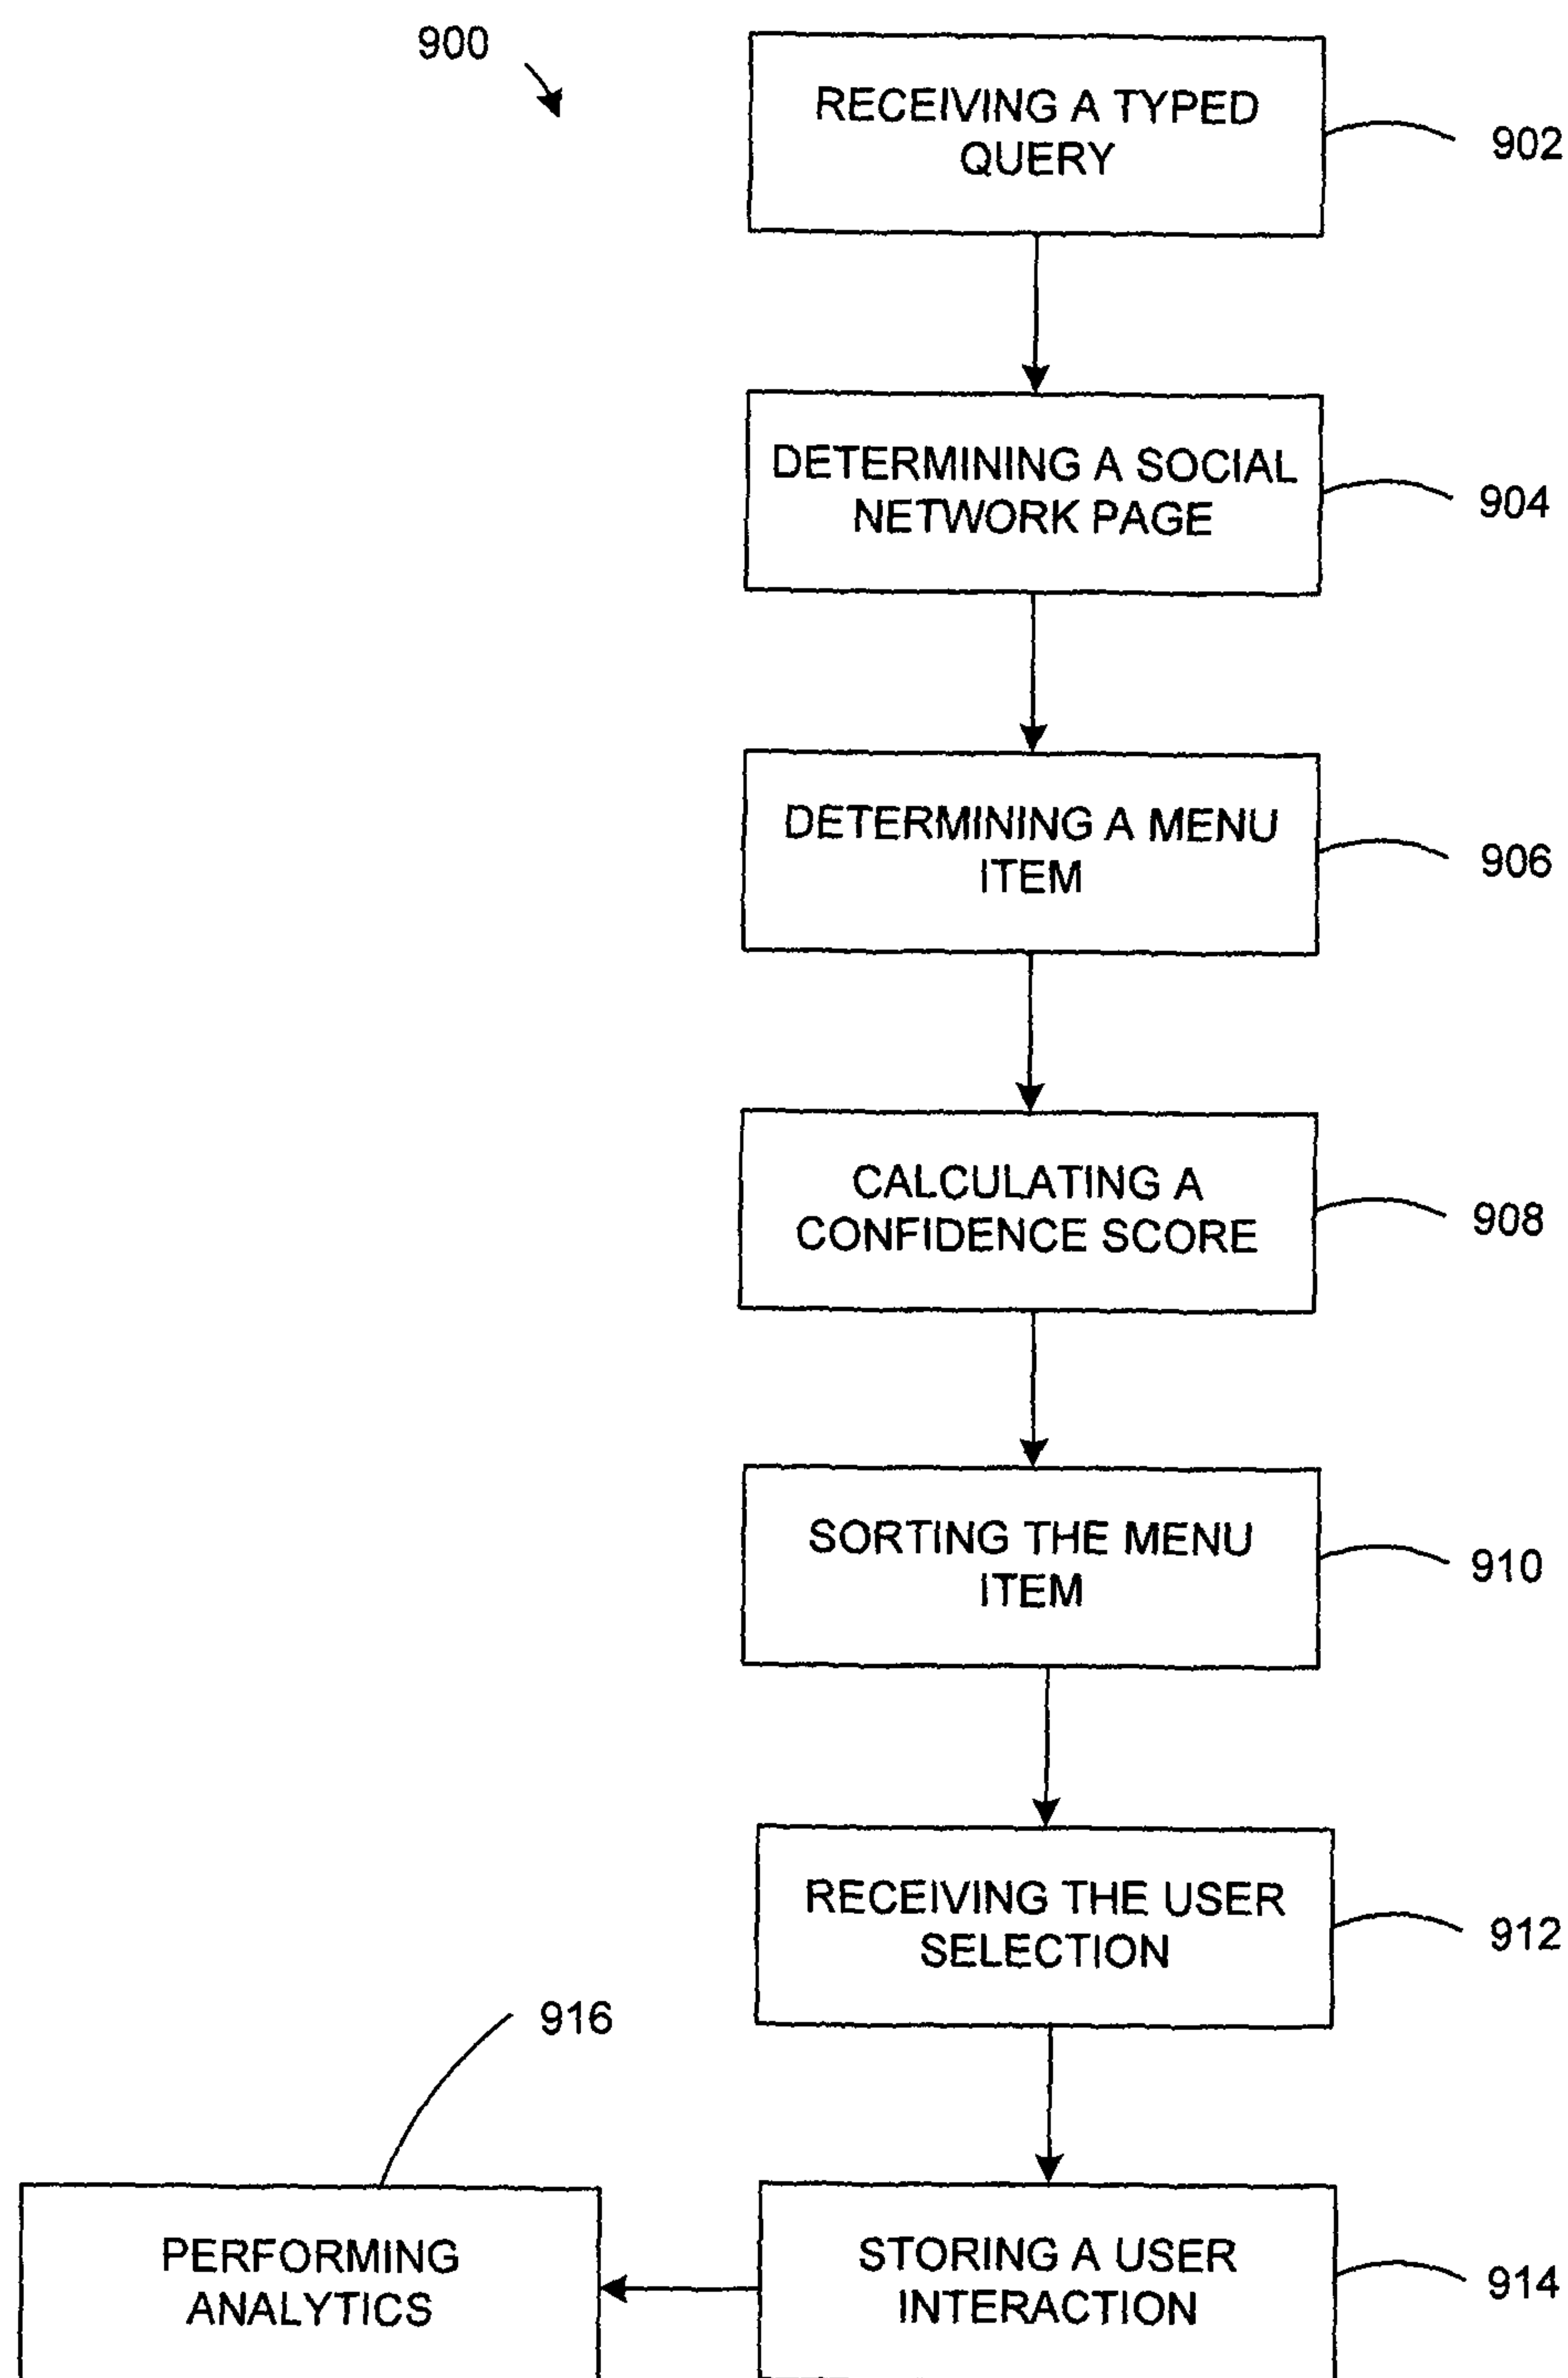 900
RECEIVING A TYPED
QUERY
902
DETERMINING A SOCIAL
NETWORK PAGE
904
DETERMINING A MENU
ITEM
906
CALCULATING A
CONFIDENCE SCORE
908
SORTING THE MENU
ITEM
910
RECEIVING THE USER
SELECTION
912
916
PERFORMING
ANALYTICS
STORING A USER
INTERACTION
914